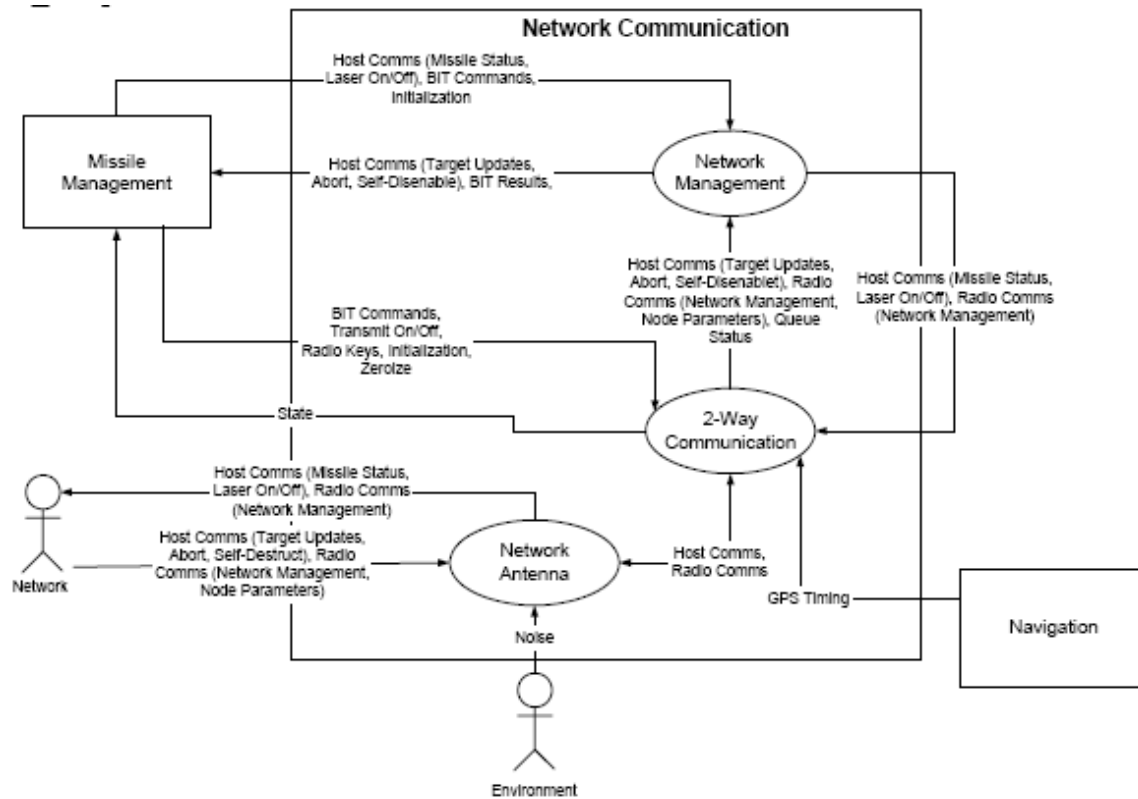 Network Communication
Host Comms (Missile Status,
Laser On/Off), BIT Commands,
Initialization
Missile
Management
Host Comms (Target Updates,
Abort, Self-Disenable), BIT Results,
Network
Management
Host Comms (Target Updates,
Abort, Self-Disenablet), Radio
Comms (Network Management,
Node Parameters), Queue
Status
Host Comms (Missile Status,
Laser On/Off), Radio Comms
(Network Management)
BIT Commands,
Transmit On/Off,
Radio Keys, Initialization,
Zeroize
State
2-Way
Communication
Host Comms (Missile Status,
Laser On/Off), Radio Comms
(Network Management)
Host Comms (Target Updates,
Abort, Self-Destruct), Radio
Comms (Network Management,
Node Parameters)
Network
Network
Antenna
Host Comms,
Radio Comms
GPS Timing
Navigation
Noise
Environment